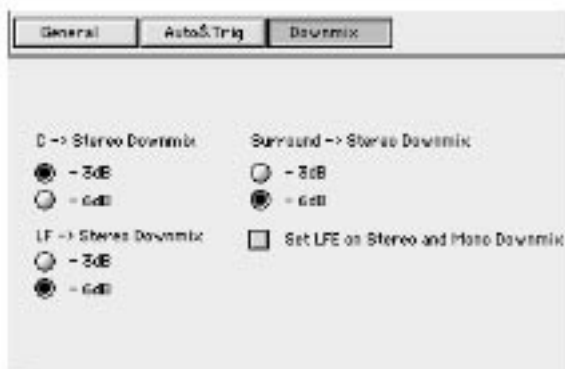 General
Auto&Trig
Downmix
C -> Stereo Downmix
- 3dB
- 6dB
LF -> Stereo Downmix
- 3dB
- 6dB
Surround -> Stereo Downmix
- 3dB
- 6dB
Set LFE on Stereo and Mono Downmix